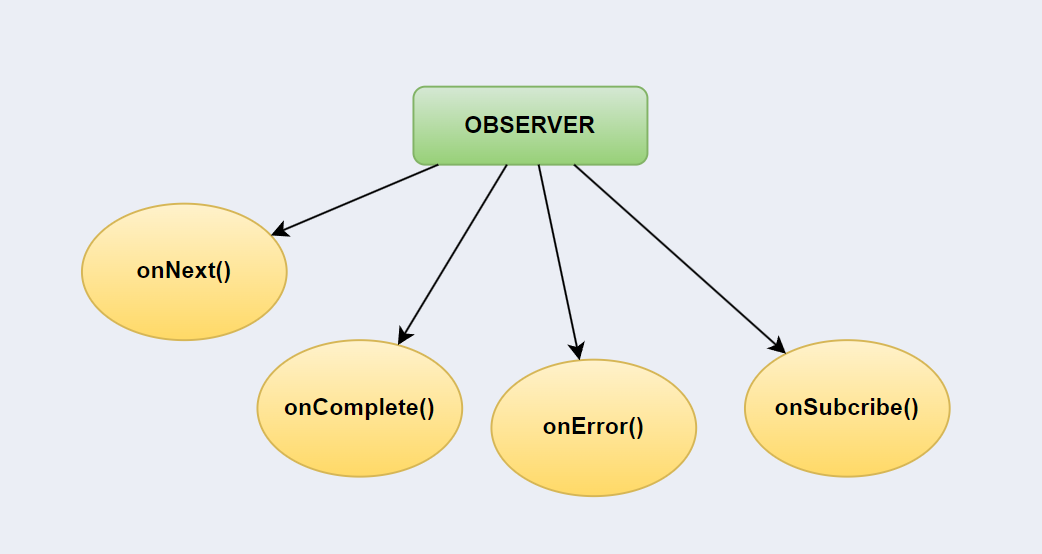 OBSERVER
onNext()
onComplete()
onError()
onSubcribe()